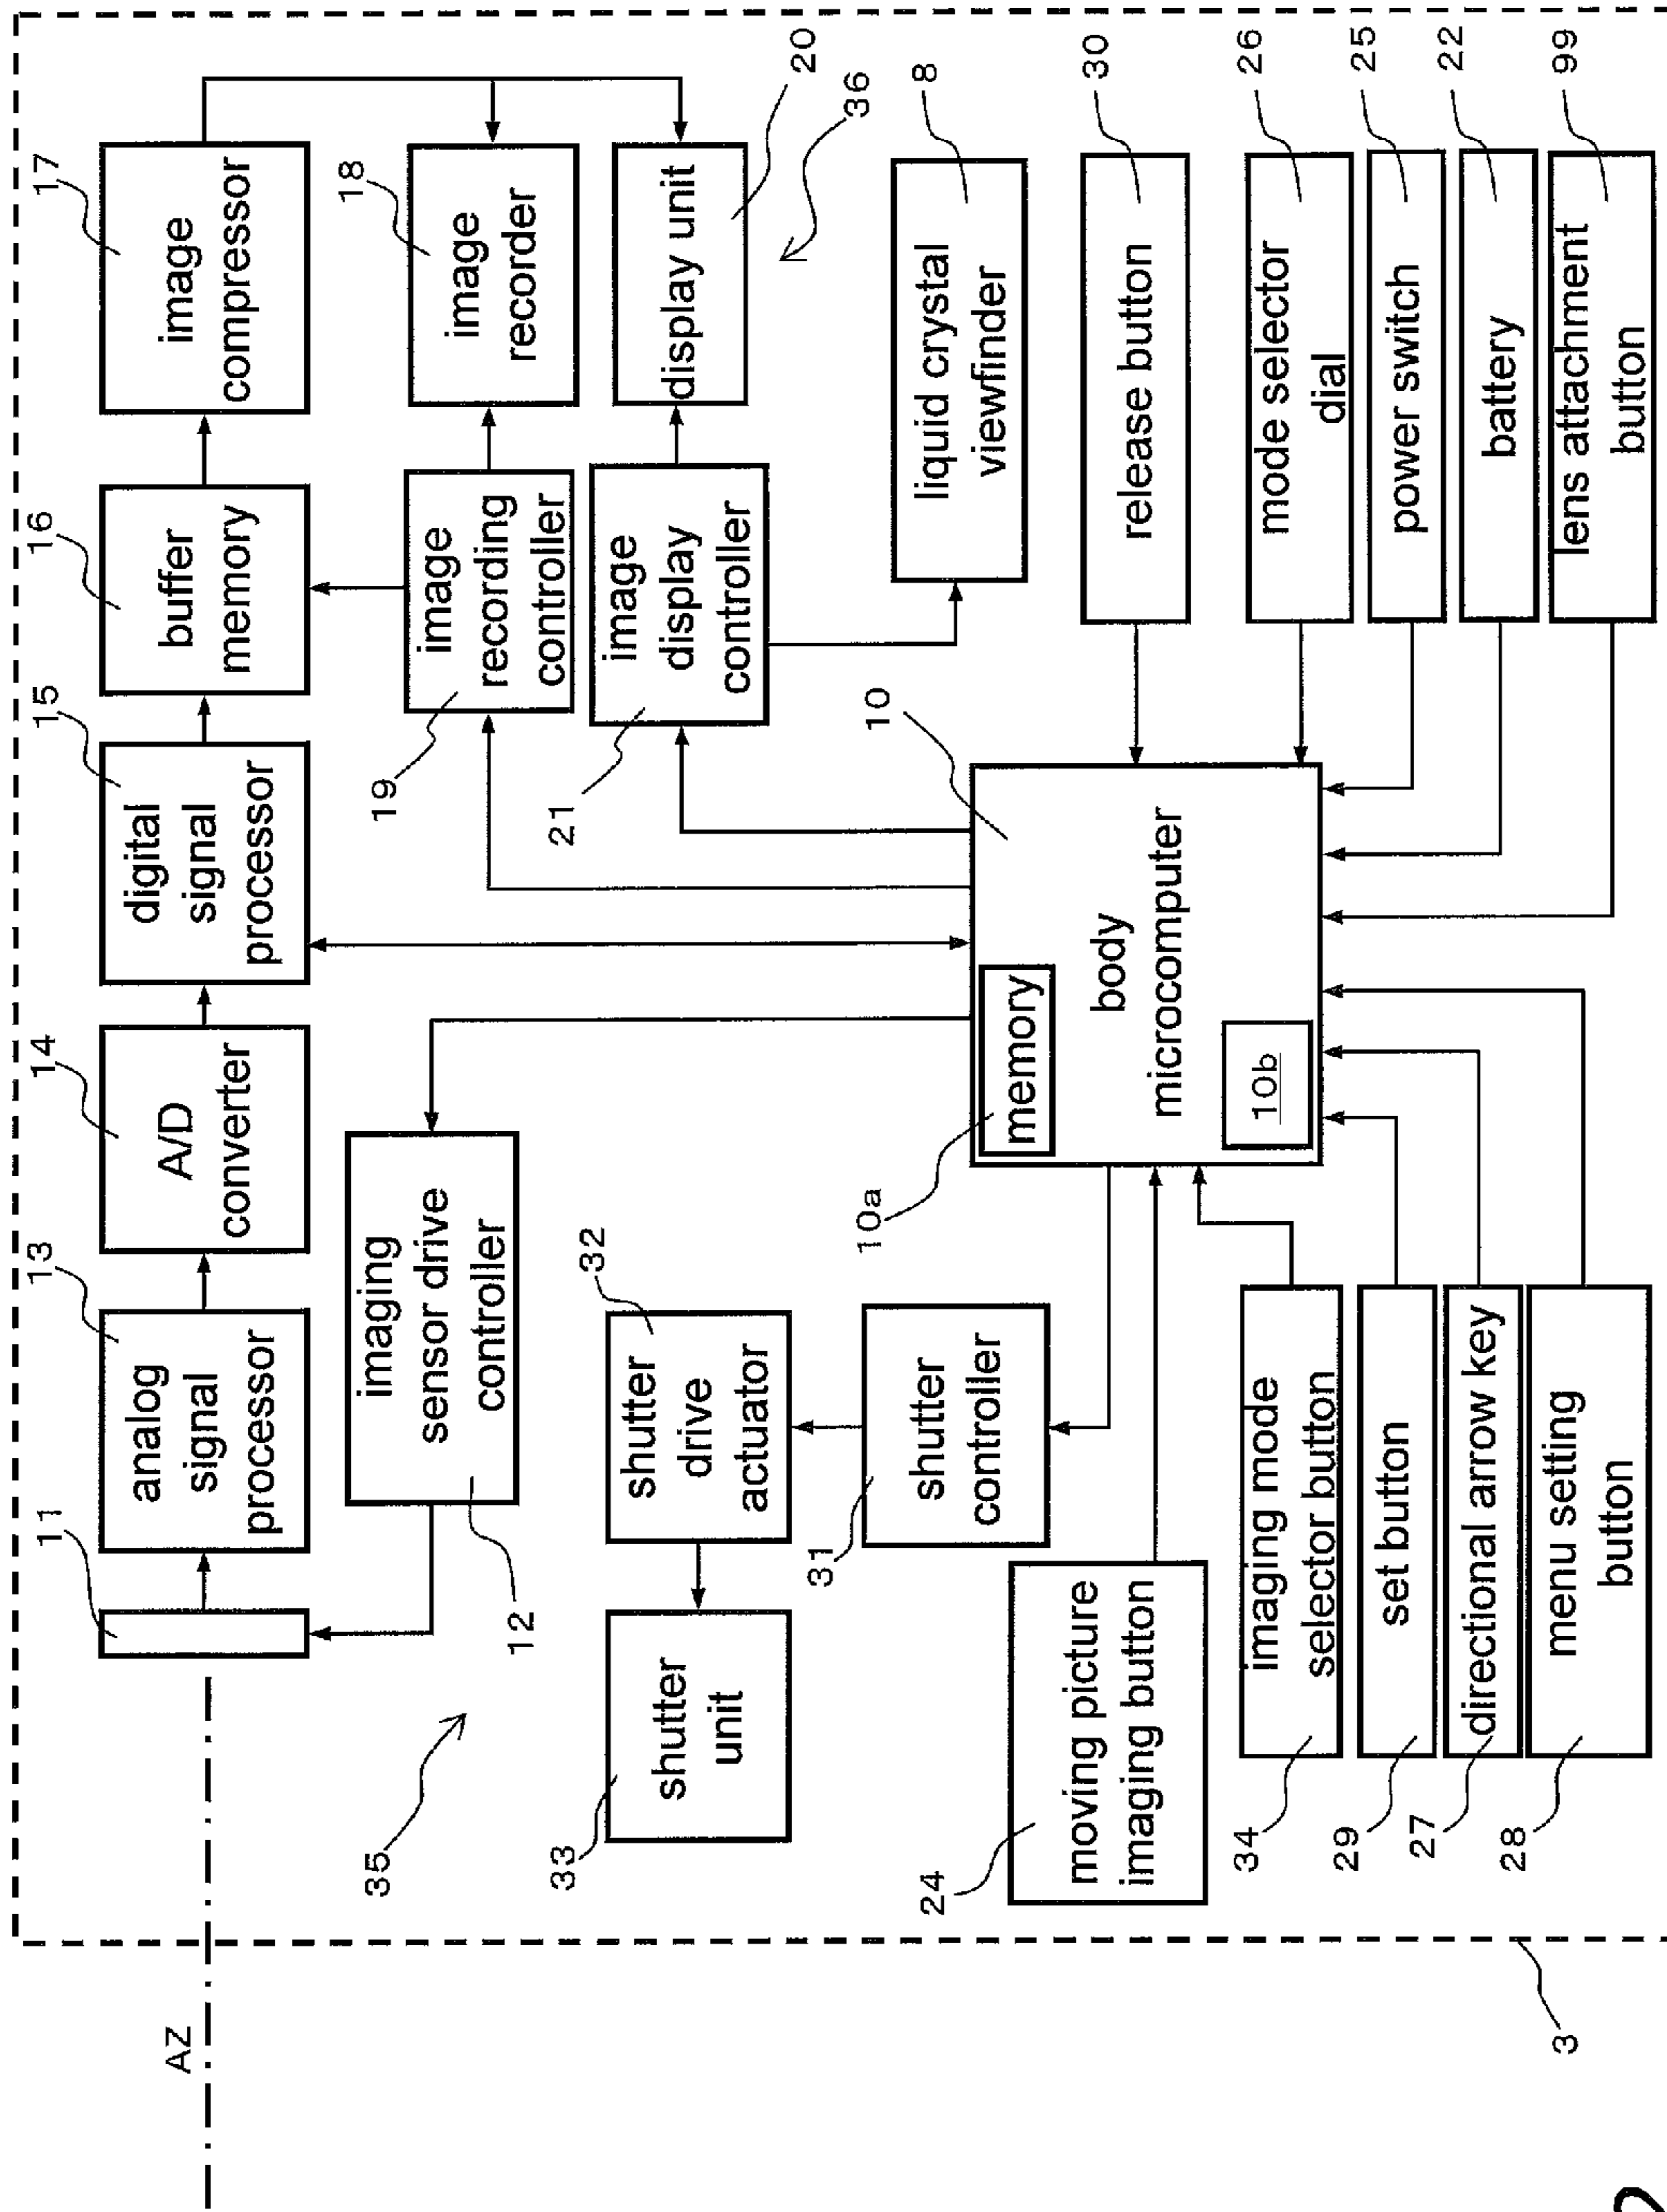 AZ
3
11
13
14
15
16
17
analog
signal
processor
A/D
converter
digital
signal
processor
buffer
memory
image
compressor
12
imaging
sensor drive
controller
35
19
image
recording
controller
18
image
recorder
21
image
display
controller
display unit
20
36
33
shutter
unit
32
shutter
drive
actuator
31
shutter
controller
liquid crystal
viewfinder
8
10
10a
memory
body
microcomputer
10b
24
moving picture
imaging button
release button
30
34
imaging mode
selector button
29
set button
27
directional arrow key
28
menu setting
button
mode selector
dial
26
power switch
25
battery
22
lens attachment
button
99